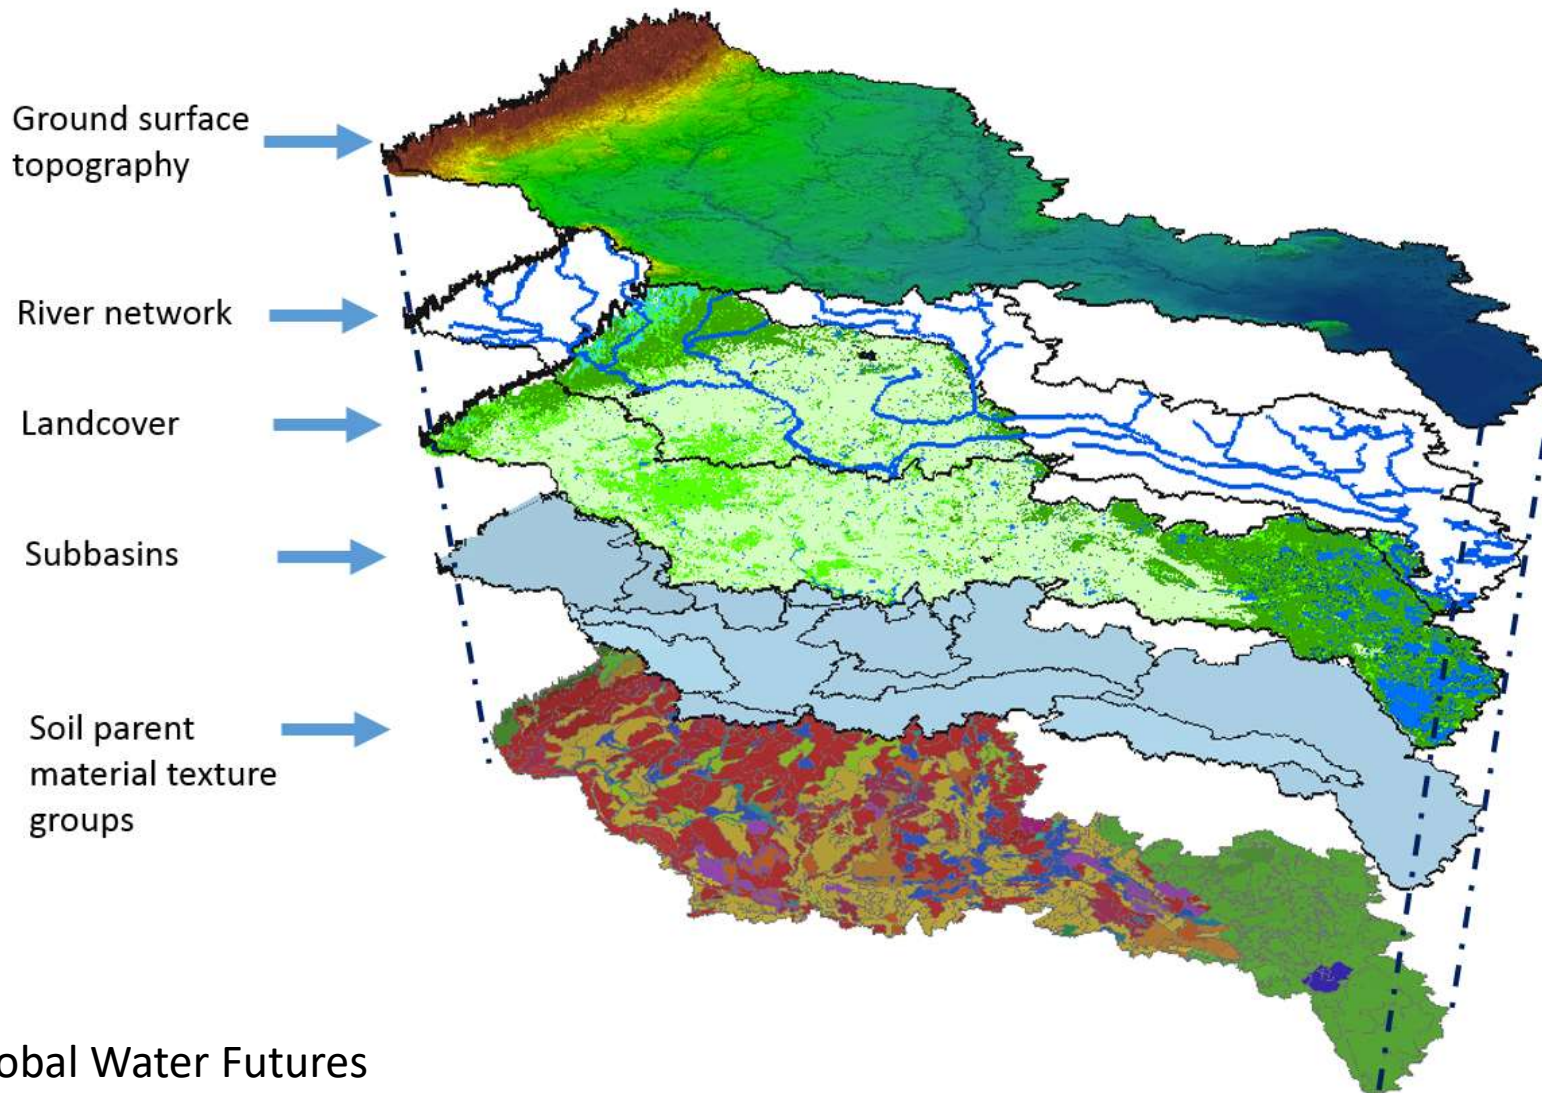 Ground surface
topography
River network
Landcover
Subbasins
Soil parent
material texture
groups
obal Water Futures